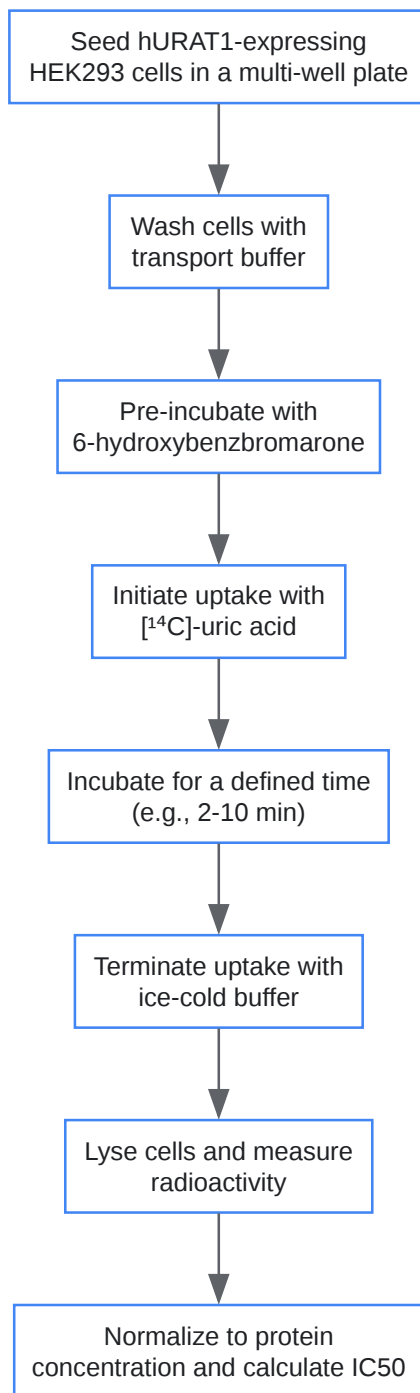 Seed hURAT1-expressing
HEK293 cells in a multi-well plate
Wash cells with
transport buffer
Pre-incubate with
6-hydroxybenzbromarone
Initiate uptake with
[¹⁴C]-uric acid
Incubate for a defined time
(e.g., 2-10 min)
Terminate uptake with
ice-cold buffer
Lyse cells and measure
radioactivity
Normalize to protein
concentration and calculate IC50